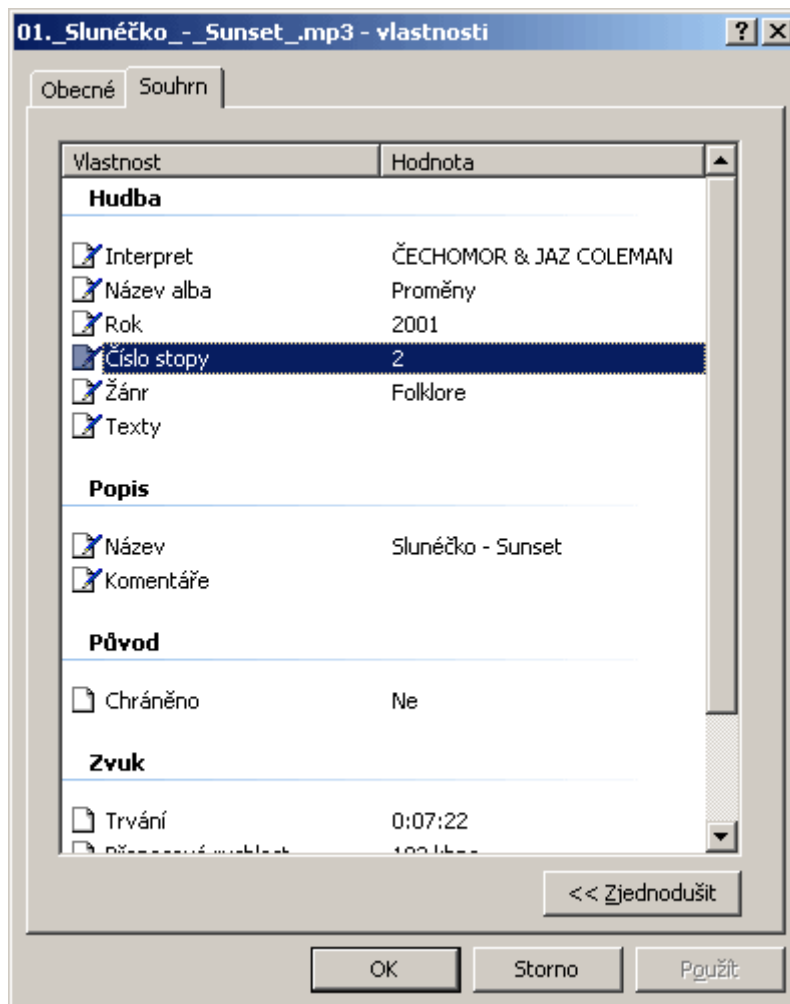 01._Slunéčko_-_Sunset_.mp3 - vlastnosti
Obecné Souhrn
Vlastnost Hodnota
Hudba
Interpret ČECHOMOR & JAZ COLEMAN
Název alba Proměny
Rok 2001
Číslo stopy 2
Žánr Folklore
Texty
Popis
Název Slunéčko - Sunset
Komentáře
Původ
Chráněno Ne
Zvuk
Trvání 0:07:22
<< Zjednodušit
OK Storno Použít